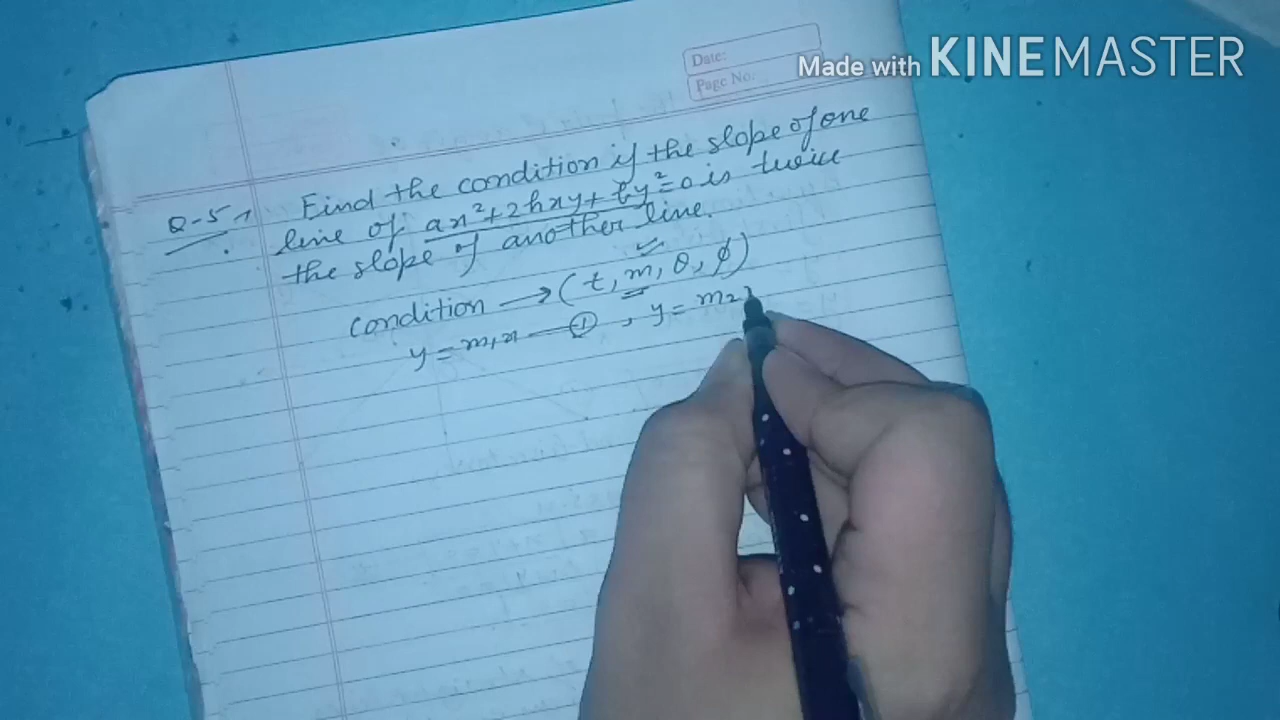 Made with KINEMASTER
Date:
Page No:
Q-5 Find the condition if the slope of one
line of ax²+2hxy+by²=0 is twice
the slope of another line.
Condition → (t, m, θ, φ)
y = m₁x — ① , y = m₂x